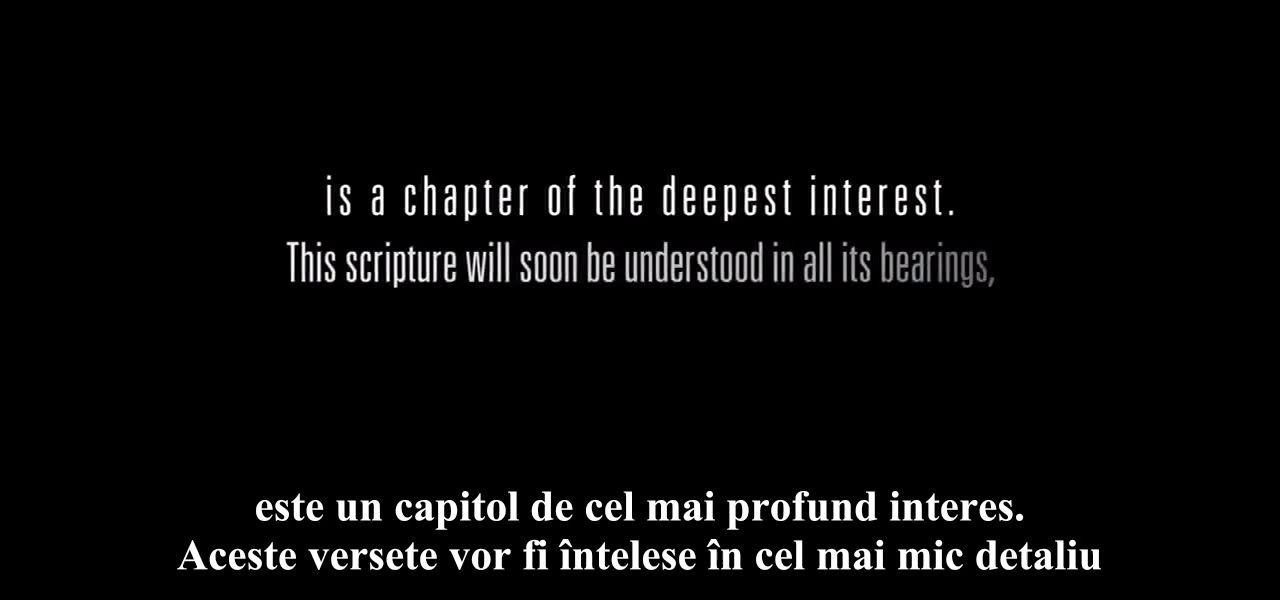 is a chapter of the deepest interest.
This scripture will soon be understood in all its bearings,
este un capitol de cel mai profund interes.
Aceste versete vor fi întelese în cel mai mic detaliu